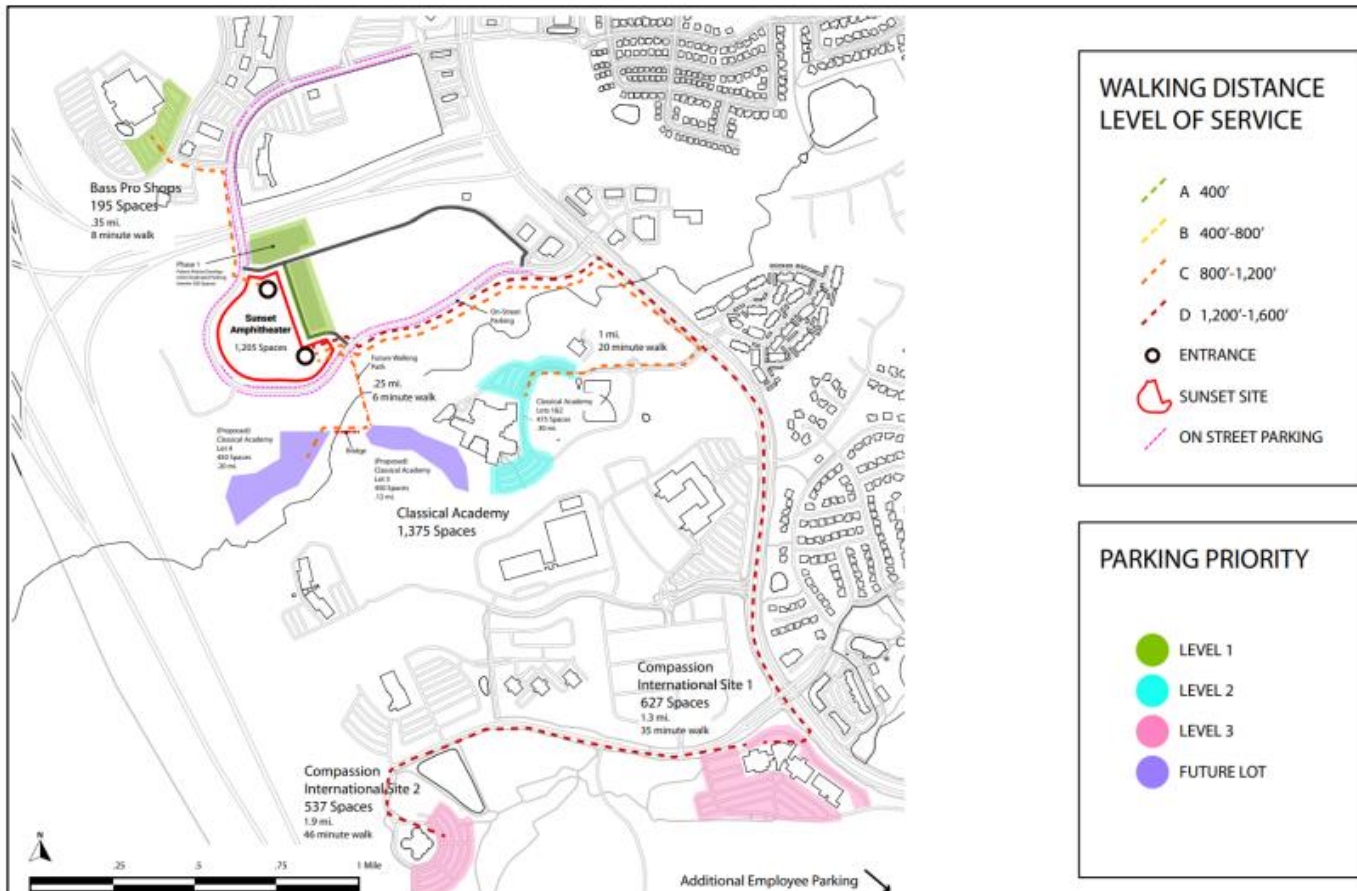 Bass Pro Shops
195 Spaces
.35 mi.
8 minute walk
Phase 1
Sunset
Amphitheater
1,205 Spaces
On-Street
Parking
Future Walking
Path
.25 mi.
6 minute walk
1 mi.
20 minute walk
Classical Academy
Lots 1&2
(Proposed)
Classical Academy
Lot 4
450 Spaces
.20 mi.
Bridge
(Proposed)
Classical Academy
Lot 3
Classical Academy
1,375 Spaces
Compassion
International Site 1
627 Spaces
1.3 mi.
35 minute walk
Compassion
International Site 2
537 Spaces
1.9 mi.
46 minute walk
N
.25 .5 .75 1 Mile
Additional Employee Parking
WALKING DISTANCE
LEVEL OF SERVICE
A 400'
B 400'-800'
C 800'-1,200'
D 1,200'-1,600'
ENTRANCE
SUNSET SITE
ON STREET PARKING
PARKING PRIORITY
LEVEL 1
LEVEL 2
LEVEL 3
FUTURE LOT